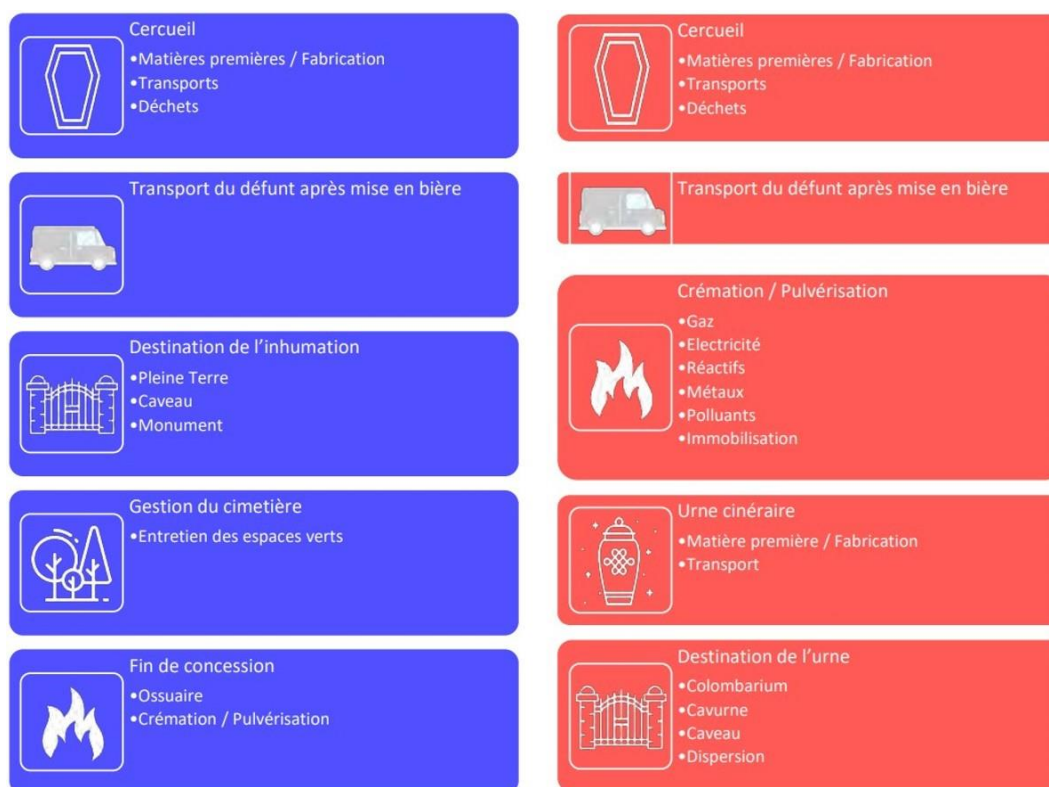 Cercueil
•Matières premières / Fabrication
•Transports
•Déchets
Transport du défunt après mise en bière
Destination de l'inhumation
•Pleine Terre
•Caveau
•Monument
Gestion du cimetière
•Entretien des espaces verts
Fin de concession
•Ossuaire
•Crémation / Pulvérisation
Cercueil
•Matières premières / Fabrication
•Transports
•Déchets
Transport du défunt après mise en bière
Crémation / Pulvérisation
•Gaz
•Electricité
•Réactifs
•Métaux
•Polluants
•Immobilisation
Urne cinéraire
•Matière première / Fabrication
•Transport
Destination de l'urne
•Colombarium
•Cavurne
•Caveau
•Dispersion